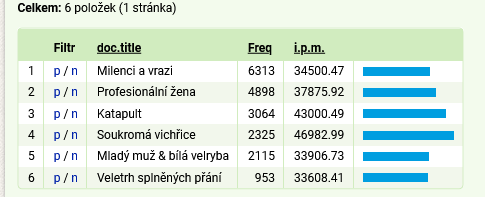 Celkem: 6 položek (1 stránka)
Filtr doc.title Freq i.p.m.
1 p / n Milenci a vrazi 6313 34500.47
2 p / n Profesionální žena 4898 37875.92
3 p / n Katapult 3064 43000.49
4 p / n Soukromá vichřice 2325 46982.99
5 p / n Mladý muž & bílá velryba 2115 33906.73
6 p / n Veletrh splněných přání 953 33608.41